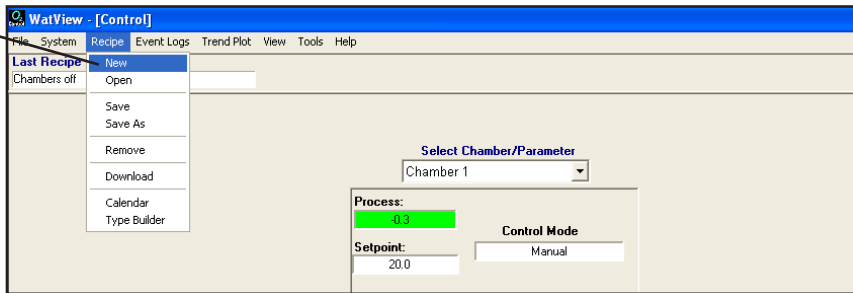 WatView - [Control]
File System Recipe Event Logs Trend Plot View Tools Help
Last Recipe
Chambers off
New
Open
Save
Save As
Remove
Download
Calendar
Type Builder
Select Chamber/Parameter
Chamber 1
Process:
-0.3
Control Mode
Manual
Setpoint:
20.0